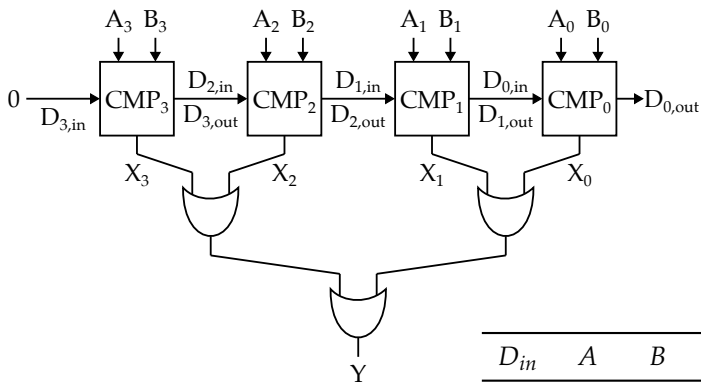 A3 B3 A2 B2 A1 B1 A0 B0
0 CMP3 D2,in CMP2 D1,in CMP1 D0,in CMP0 D0,out
D3,in D3,out D2,out D1,out
X3 X2 X1 X0
Y
Din A B